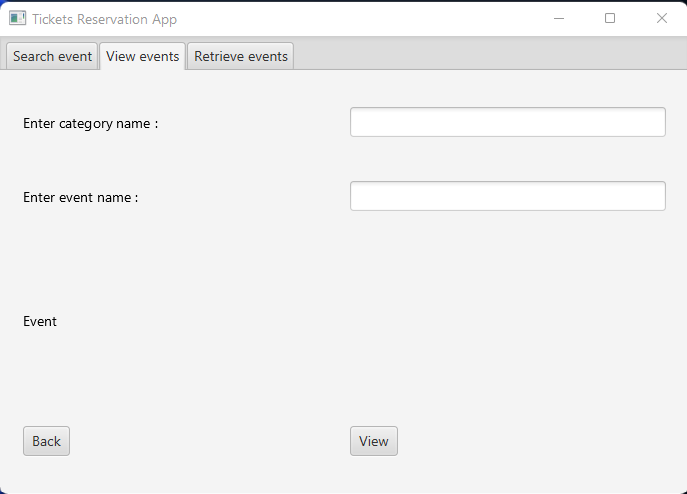 Tickets Reservation App
Search event View events Retrieve events
Enter category name :
Enter event name :
Event
Back View